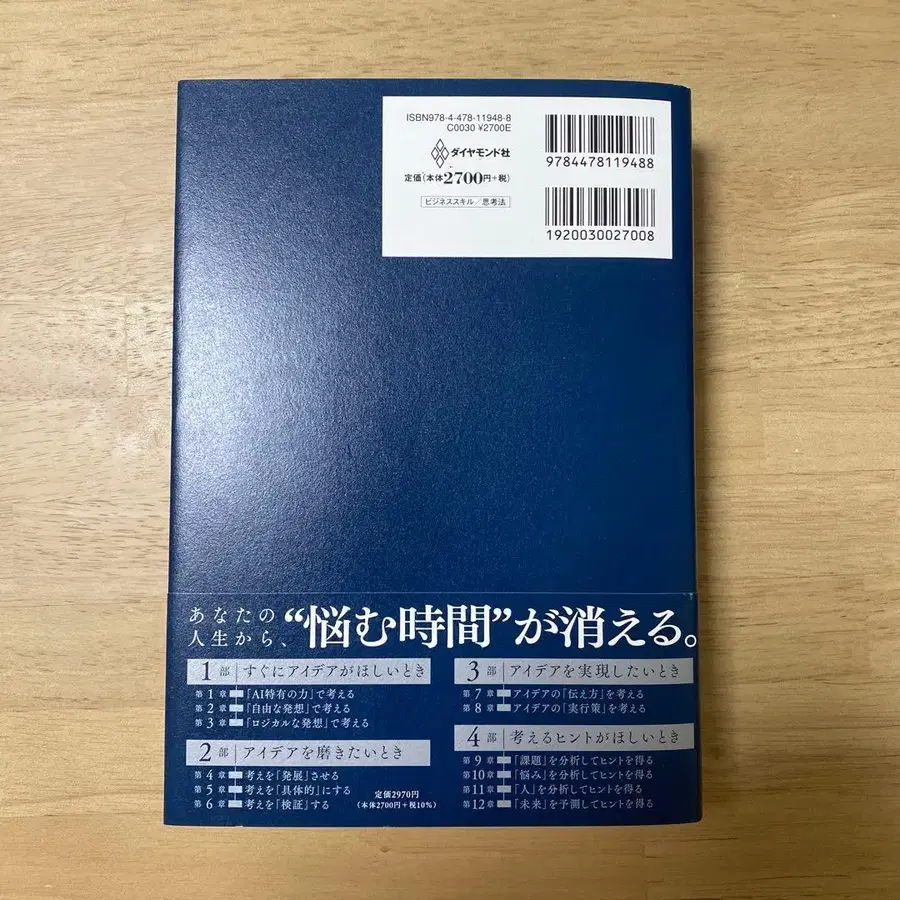 ISBN978-4-478-11948-8
C0030 ¥2700E
ダイヤモンド社
定価(本体2700円+税)
ビジネススキル/思考法
9784478119488
1920030027008
あなたの
人生から、
“悩む時間”が消える。
1部 すぐにアイデアがほしいとき
第1章 「AI特有の力」で考える
第2章 「自由な発想」で考える
第3章 「ロジカルな発想」で考える
2部 アイデアを磨きたいとき
第4章 考えを「発展」させる
第5章 考えを「具体的」にする
第6章 考えを「検証」する
定価2970円
(本体2700円+税10%)
3部 アイデアを実現したいとき
第7章 アイデアの「伝え方」を考える
第8章 アイデアの「実行策」を考える
4部 考えるヒントがほしいとき
第9章 「課題」を分析してヒントを得る
第10章 「悩み」を分析してヒントを得る
第11章 「人」を分析してヒントを得る
第12章 「未来」を予測してヒントを得る